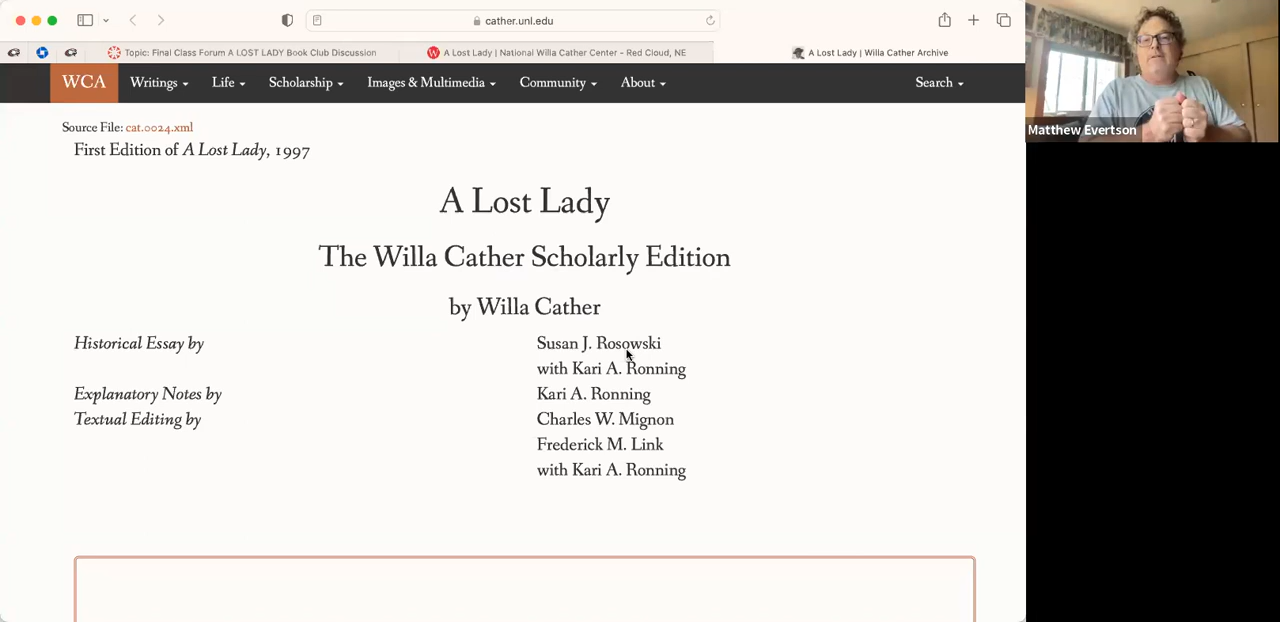 cather.unl.edu
Topic: Final Class Forum A LOST LADY Book Club Discussion
A Lost Lady | National Willa Cather Center - Red Cloud, NE
A Lost Lady | Willa Cather Archive
WCA Writings Life Scholarship Images & Multimedia Community About Search
Source File: cat.0024.xml
First Edition of A Lost Lady, 1997
A Lost Lady
The Willa Cather Scholarly Edition
by Willa Cather
Historical Essay by Susan J. Rosowski
with Kari A. Ronning
Explanatory Notes by Kari A. Ronning
Textual Editing by Charles W. Mignon
Frederick M. Link
with Kari A. Ronning
Matthew Evertson